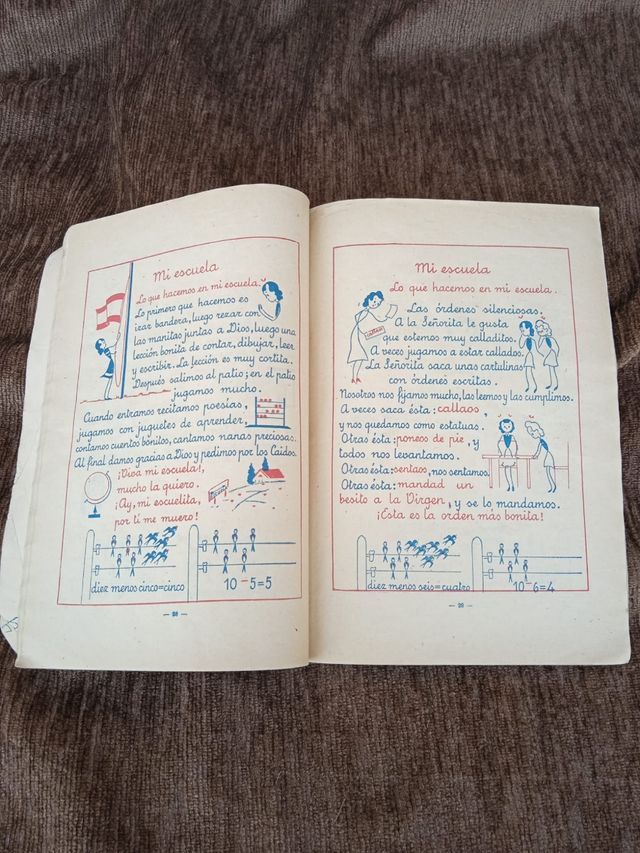 Mi escuela
Lo que hacemos en mi escuela.
Lo primero que hacemos es
izar bandera, luego rezar con
las manitas juntas a Dios, luego una
lección bonita de contar, dibujar, leer
y escribir. La lección es muy cortita.
Después salimos al patio; en el patio
jugamos mucho.
Cuando entramos recitamos poesías,
jugamos con juguetes de aprender,
contamos cuentos bonitos, cantamos nanas preciosas.
Al final damos gracias a Dios y pedimos por los Caídos.
¡Viva mi escuela!,
mucho la quiero.
¡Ay, mi escuelita,
por ti me muero!
diez menos cinco=cinco
10-5=5
— 28 —
Mi escuela
Lo que hacemos en mi escuela.
Las órdenes silenciosas.
A la Señorita le gusta
que estemos muy calladitos.
A veces jugamos a estar callados.
La Señorita saca unas cartulinas
con órdenes escritas.
Nosotros nos fijamos mucho, las leemos y las cumplimos.
A veces saca ésta: callaos,
y nos quedamos como estatuas.
Otras ésta: poneos de pie, y
todos nos levantamos.
Otras ésta: sentaos, nos sentamos.
Otras ésta: mandad un
besito a la Virgen, y se lo mandamos.
¡Esta es la orden más bonita!
diez menos seis=cuatro
10-6=4
— 29 —